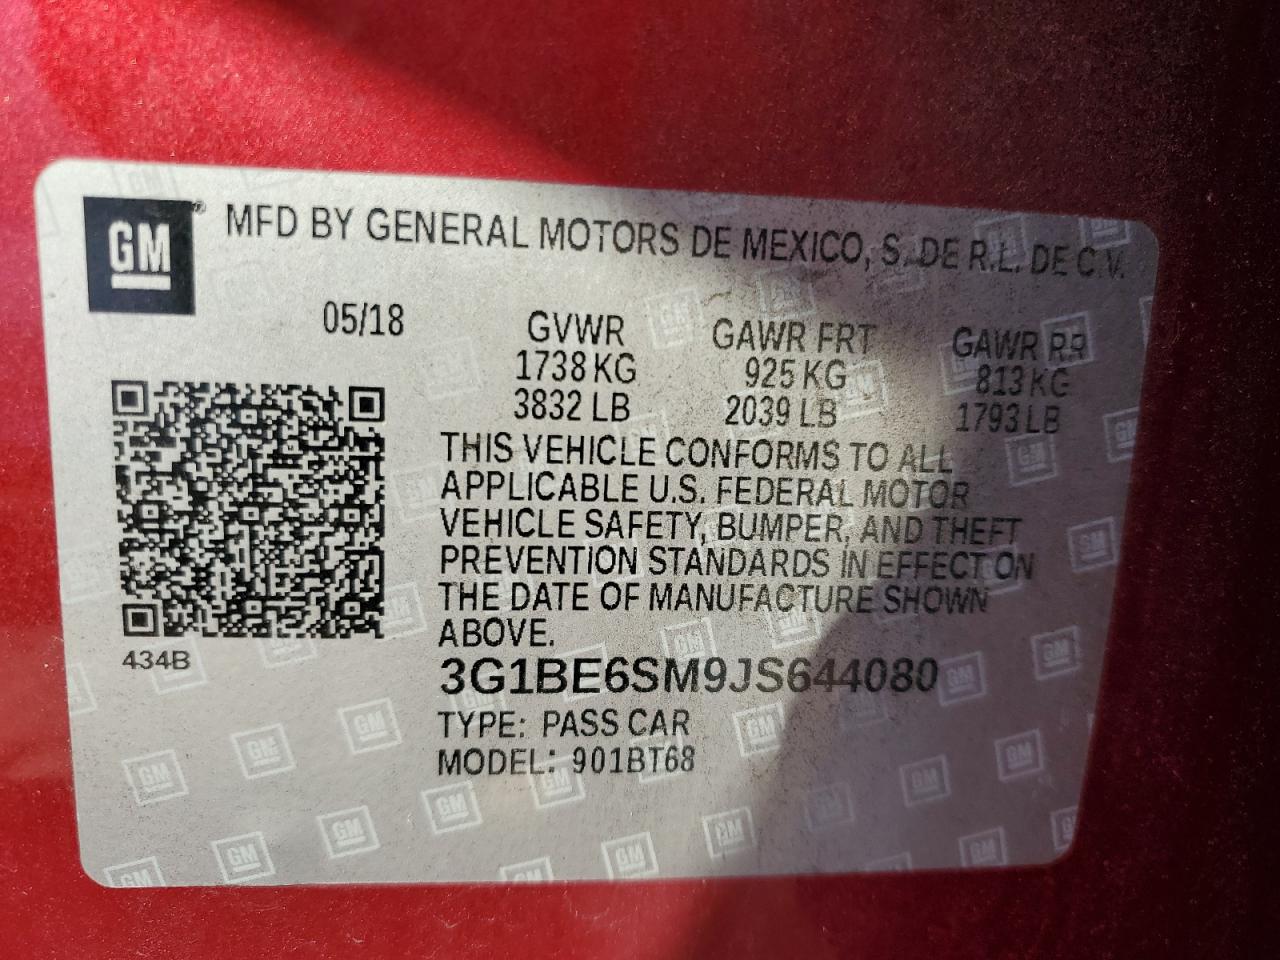 GM® MFD BY GENERAL MOTORS DE MEXICO, S. DE R.L. DE C.V.
05/18 GVWR GAWR FRT GAWR RR
1738 KG 925 KG 813 KG
3832 LB 2039 LB 1793 LB
THIS VEHICLE CONFORMS TO ALL
APPLICABLE U.S. FEDERAL MOTOR
VEHICLE SAFETY, BUMPER, AND THEFT
PREVENTION STANDARDS IN EFFECT ON
THE DATE OF MANUFACTURE SHOWN
ABOVE.
434B
3G1BE6SM9JS644080
TYPE: PASS CAR
MODEL: 901BT68